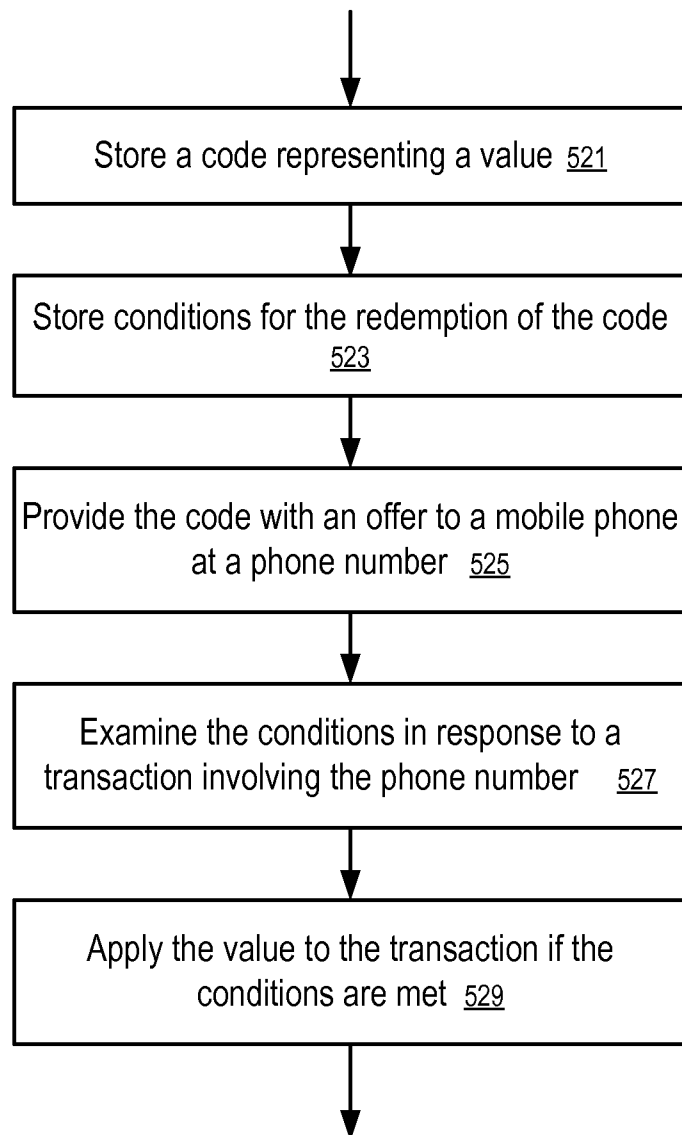 Store a code representing a value 521
Store conditions for the redemption of the code
523
Provide the code with an offer to a mobile phone
at a phone number 525
Examine the conditions in response to a
transaction involving the phone number 527
Apply the value to the transaction if the
conditions are met 529